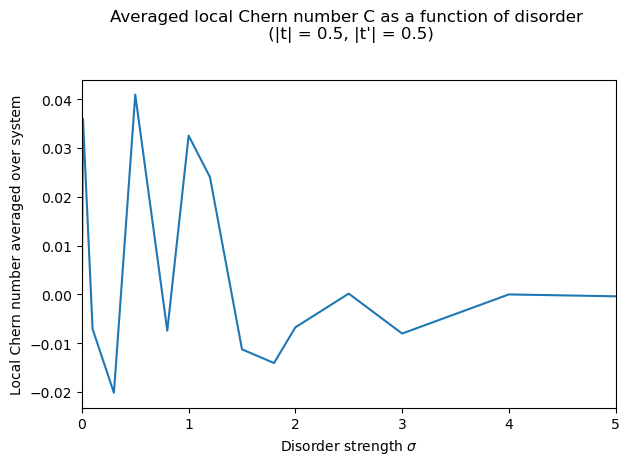 Averaged local Chern number C as a function of disorder
(|t| = 0.5, |t'| = 0.5)
Local Chern number averaged over system
0.04
0.03
0.02
0.01
0.00
−0.01
−0.02
0 1 2 3 4 5
Disorder strength σ